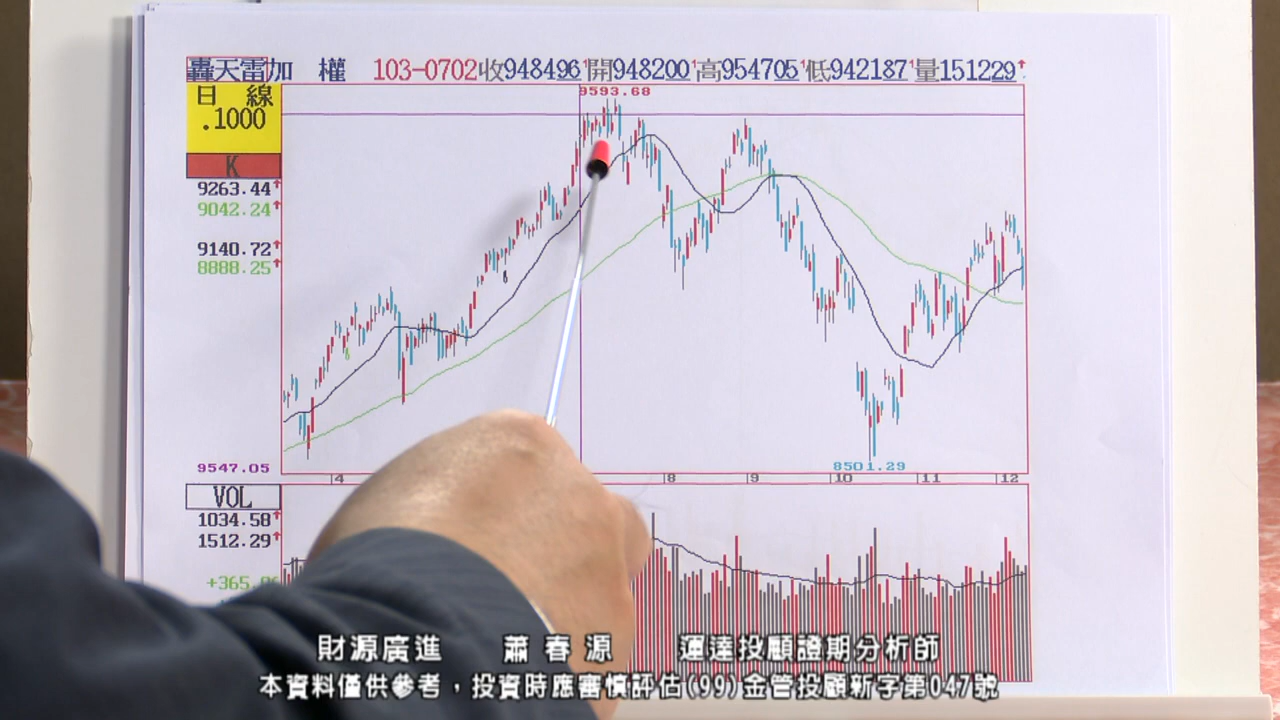 轟天雷加 權 103-0702收948496↑開948200↑高954705↑低942187↑量151229↑
日 線
.1000
K
9263.44↑
9042.24↑
9140.72↑
8888.25↑
9547.05
9593.68
8501.29
4 8 9 10 11 12
VOL
1034.58↑
1512.29↑
財源廣進 蕭春源 運達投顧證期分析師
本資料僅供參考，投資時應審慎評估(99)金管投顧新字第047號